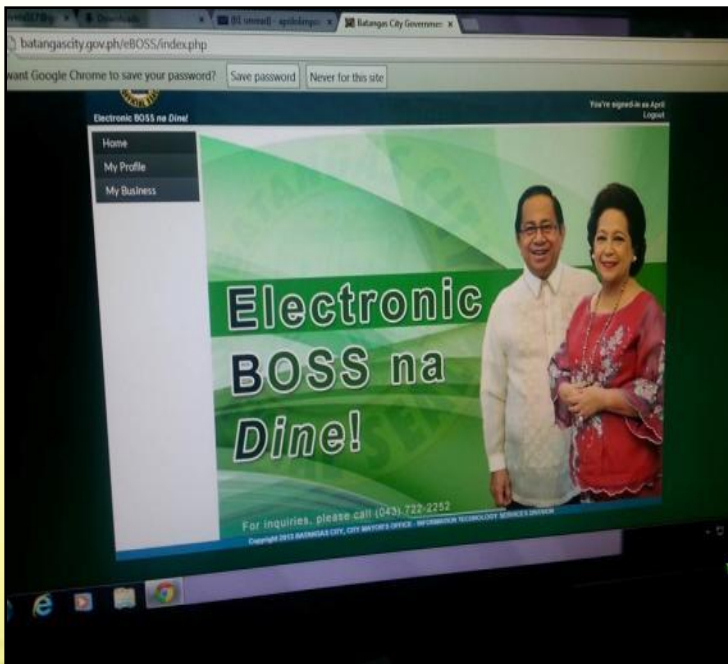 Downloads
Batangas City Governmen
batangascity.gov.ph/eBOSS/index.php
want Google Chrome to save your password?
Save password
Never for this site
Electronic BOSS na Dine!
You're signed-in as April
Logout
Home
My Profile
My Business
Electronic
BOSS na
Dine!
For inquiries, please call (043) 722-2252
Copyright 2013 BATANGAS CITY, CITY MAYOR'S OFFICE - INFORMATION TECHNOLOGY SERVICES DIVISION